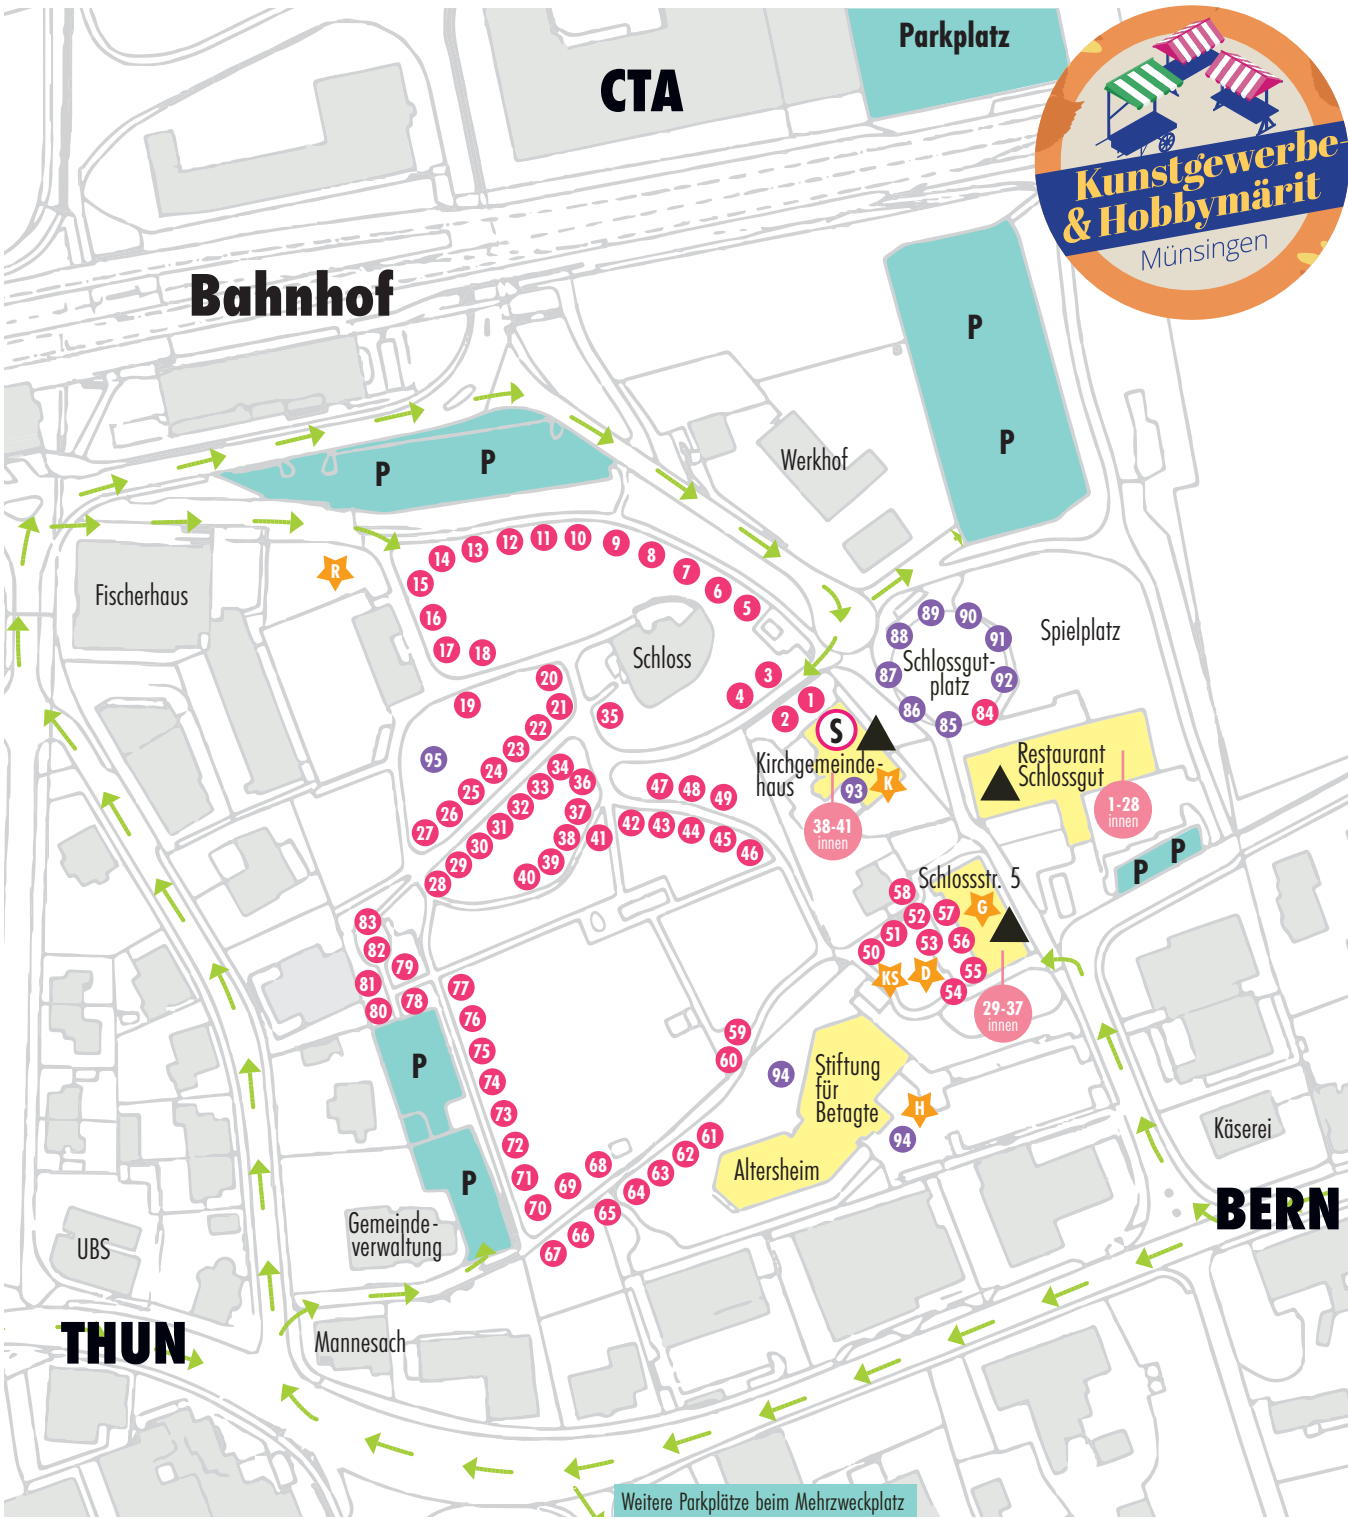 Parkplatz
CTA
Kunstgewerbe-
& Hobbymärit
Münsingen
Bahnhof
P
P
P
P
Werkhof
Fischerhaus
R
14
13
12
11
10
9
8
7
6
5
15
16
17
18
Schloss
19
20
21
22
23
24
25
26
27
95
35
3
4
1
2
89
90
88
91
87
Schlossgut-
platz
92
86
85
84
Spielplatz
S
Kirchgemeinde-
haus
93
K
38-41
innen
Restaurant
Schlossgut
1-28
innen
P
P
34
36
33
32
31
30
29
28
37
38
39
40
41
47
48
49
42
43
44
45
46
Schlossstr. 5
58
57
G
52
51
53
56
50
55
KS
D
54
29-37
innen
83
82
79
81
80
78
77
76
75
74
73
72
71
70
P
P
59
60
94
Stiftung
für
Betagte
H
94
Altersheim
61
62
63
64
65
66
67
68
69
Käserei
BERN
Gemeinde-
verwaltung
UBS
THUN
Mannesach
Weitere Parkplätze beim Mehrzweckplatz